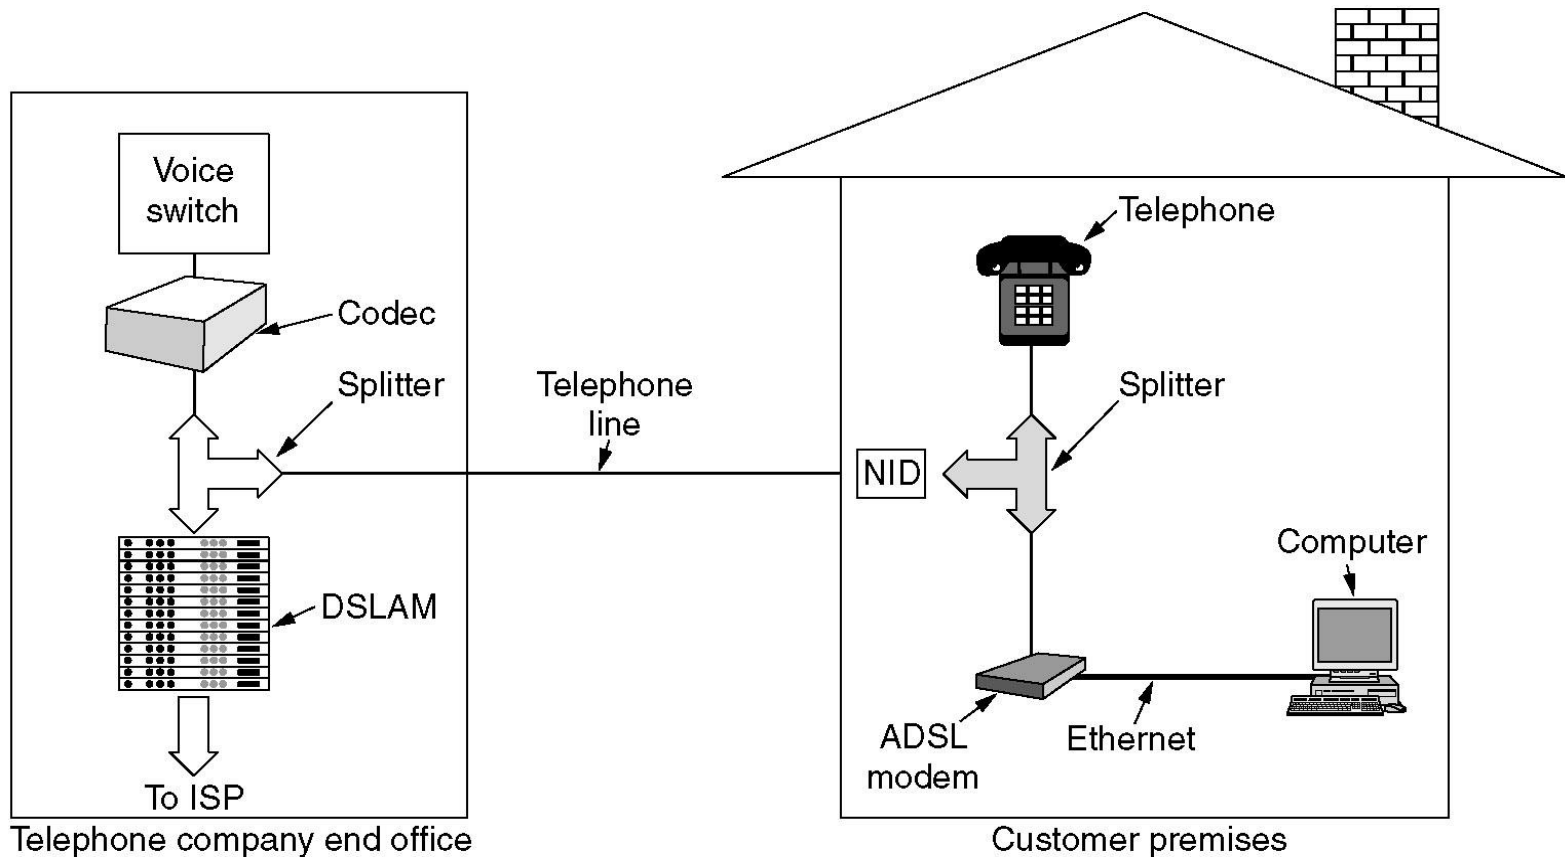 Voice
switch
Codec
Splitter
DSLAM
To ISP
Telephone company end office
Telephone
line
Telephone
Splitter
NID
Computer
ADSL
modem
Ethernet
Customer premises